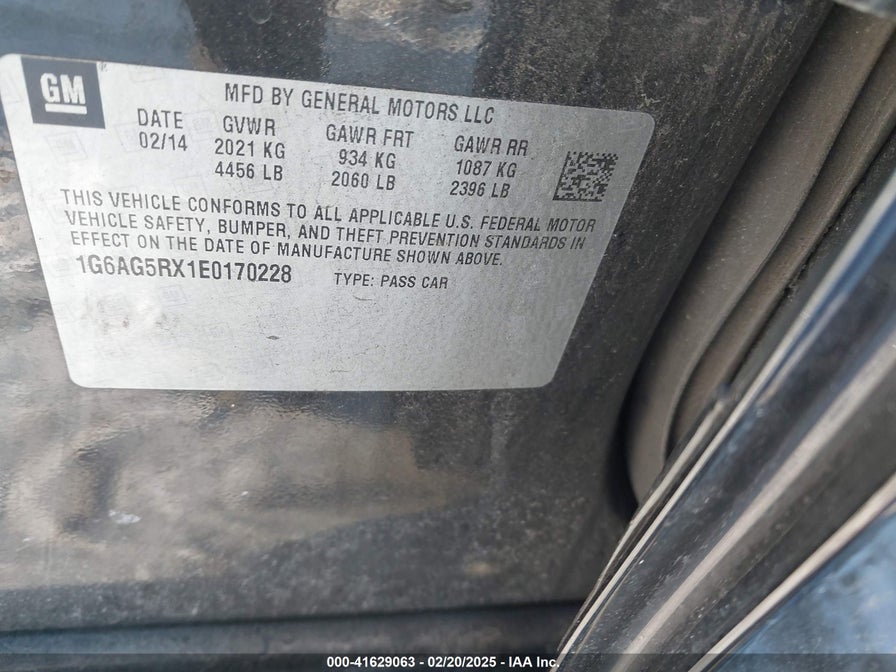 GM
MFD BY GENERAL MOTORS LLC
DATE GVWR GAWR FRT GAWR RR
02/14 2021 KG 934 KG 1087 KG
4456 LB 2060 LB 2396 LB
THIS VEHICLE CONFORMS TO ALL APPLICABLE U.S. FEDERAL MOTOR
VEHICLE SAFETY, BUMPER, AND THEFT PREVENTION STANDARDS IN
EFFECT ON THE DATE OF MANUFACTURE SHOWN ABOVE.
1G6AG5RX1E0170228 TYPE: PASS CAR
000-41629063 — 02/20/2025 - IAA Inc.